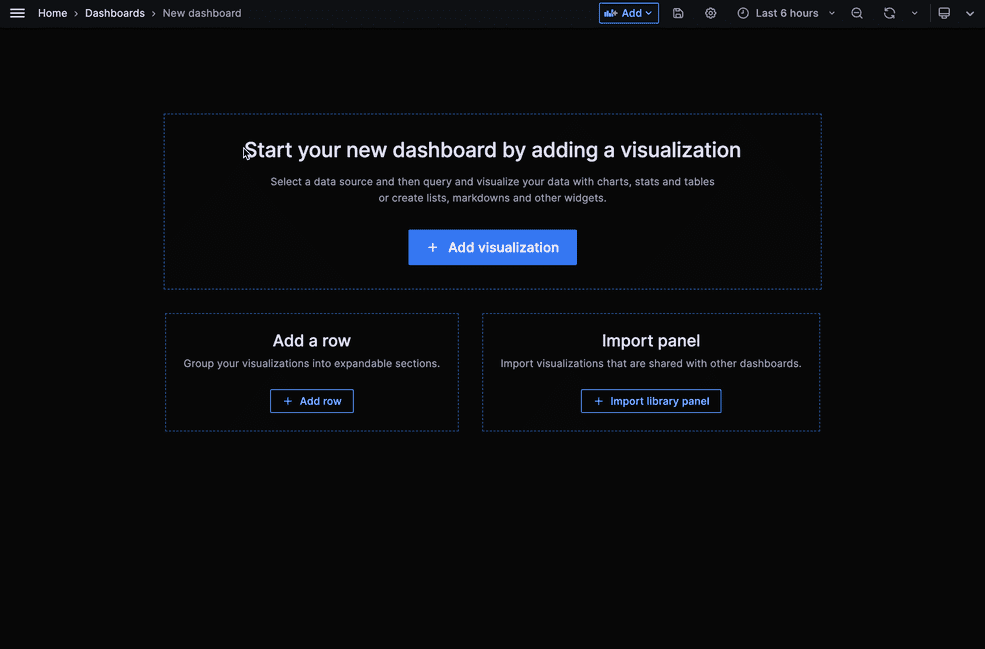 Home › Dashboards › New dashboard
Add
Last 6 hours
Start your new dashboard by adding a visualization
Select a data source and then query and visualize your data with charts, stats and tables
or create lists, markdowns and other widgets.
+ Add visualization
Add a row
Group your visualizations into expandable sections.
+ Add row
Import panel
Import visualizations that are shared with other dashboards.
+ Import library panel